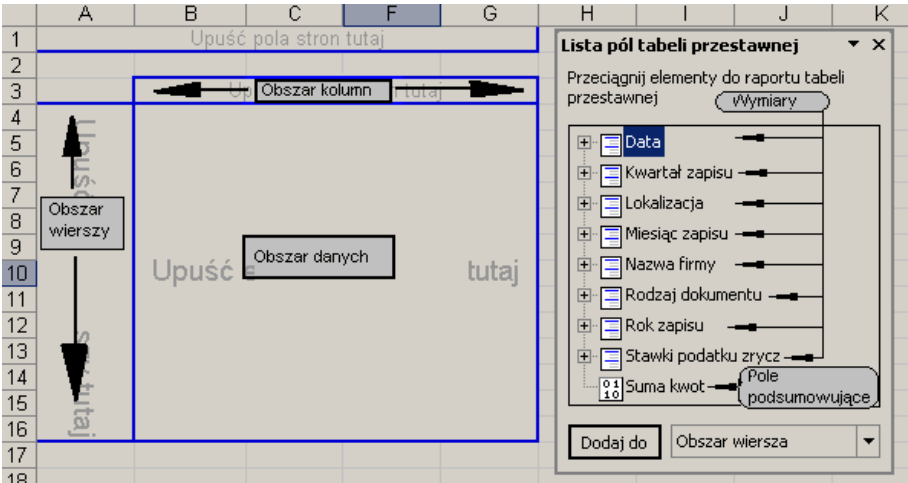 A B C F G H I J K
1 Upuść pola stron tutaj
2
3
Obszar kolumn
tutaj
4
5
6
7
8
9
10
11
12
13
14
15
16
17
18
Upuść
Obszar
wierszy
tutaj
Obszar danych
Upuść
tutaj
Lista pól tabeli przestawnej
Przeciągnij elementy do raportu tabeli
przestawnej
Wymiary
Data
Kwartał zapisu
Lokalizacja
Miesiąc zapisu
Nazwa firmy
Rodzaj dokumentu
Rok zapisu
Stawki podatku zrycz
Suma kwot
Pole
podsumowujące
Dodaj do
Obszar wiersza